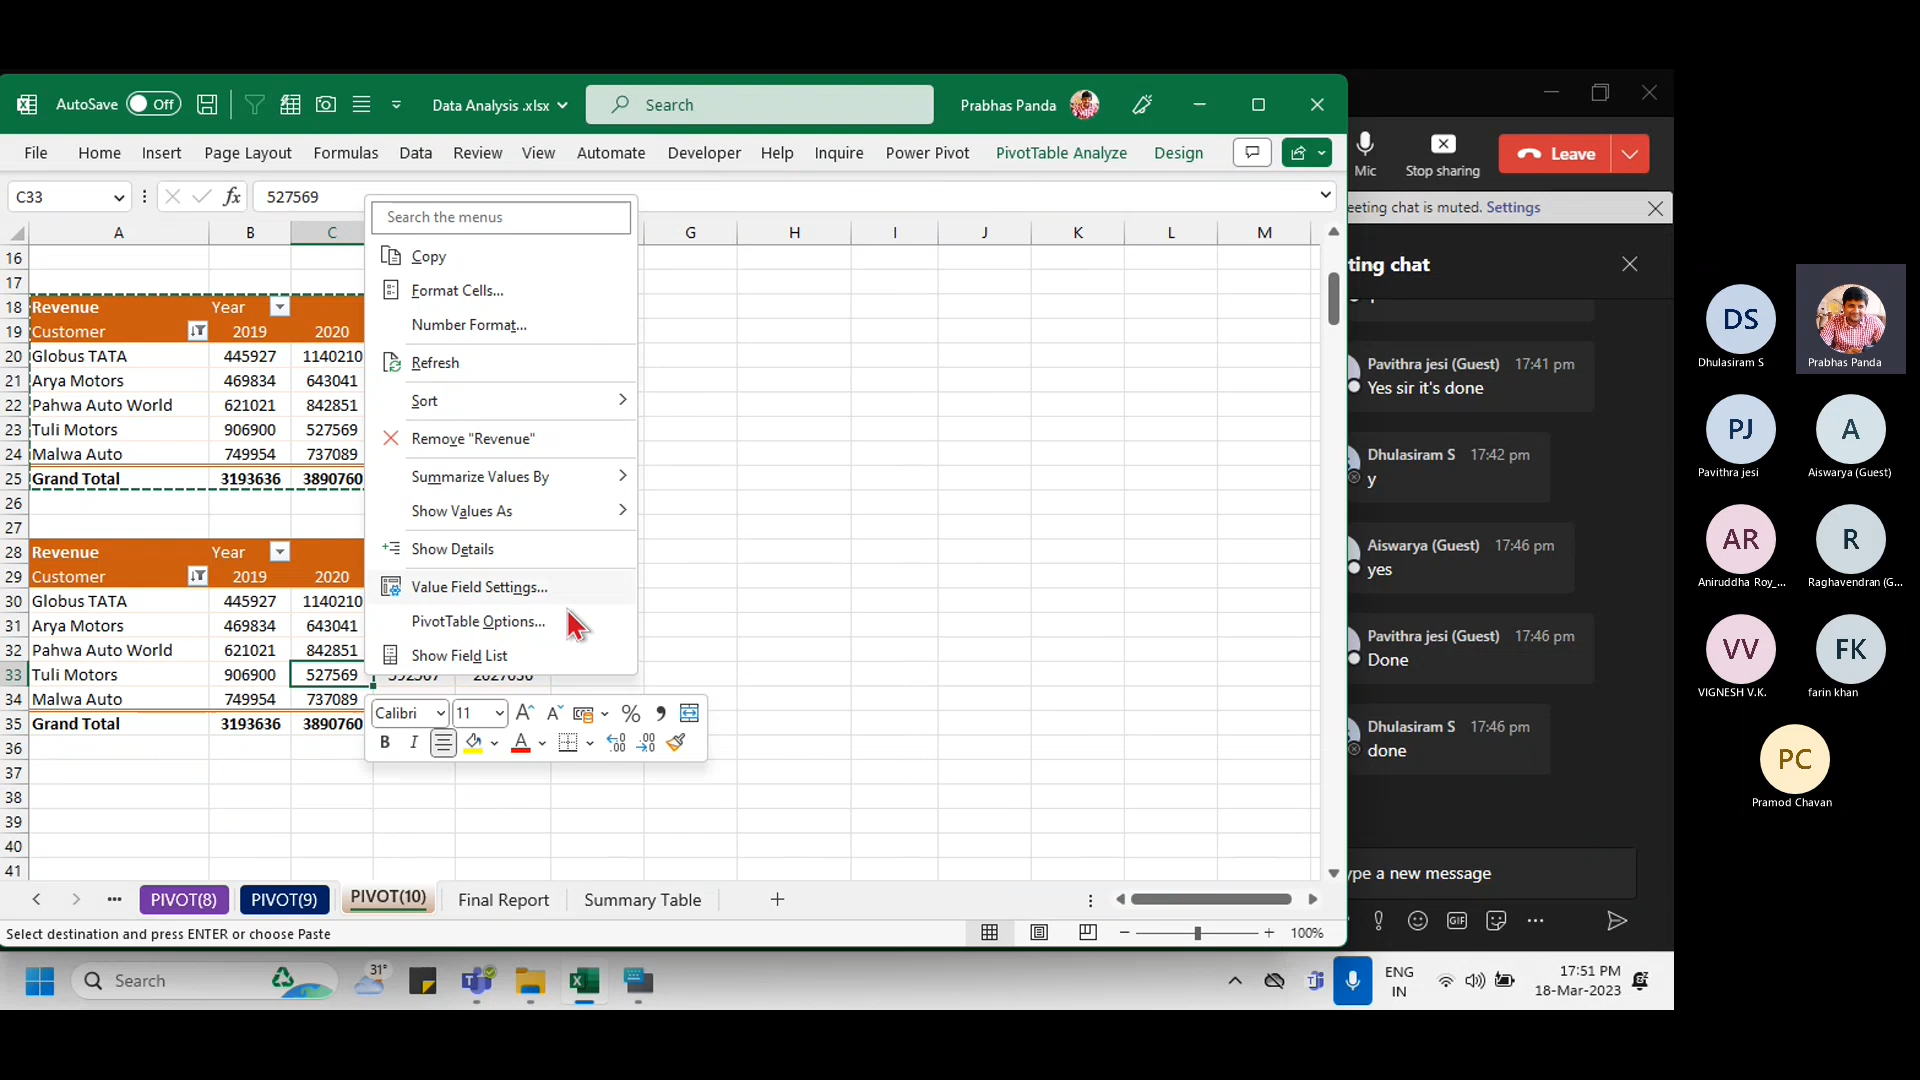 AutoSave Off Data Analysis .xlsx Search Prabhas Panda
File Home Insert Page Layout Formulas Data Review View Automate Developer Help Inquire Power Pivot PivotTable Analyze Design
C33 fx 527569
A B C G H I J K L M
16
17
18 Revenue Year
19 Customer 2019 2020
20 Globus TATA 445927 1140210
21 Arya Motors 469834 643041
22 Pahwa Auto World 621021 842851
23 Tuli Motors 906900 527569
24 Malwa Auto 749954 737089
25 Grand Total 3193636 3890760
26
27
28 Revenue Year
29 Customer 2019 2020
30 Globus TATA 445927 1140210
31 Arya Motors 469834 643041
32 Pahwa Auto World 621021 842851
33 Tuli Motors 906900 527569
34 Malwa Auto 749954 737089
35 Grand Total 3193636 3890760
36
37
38
39
40
41
Search the menus
Copy
Format Cells...
Number Format...
Refresh
Sort
Remove "Revenue"
Summarize Values By
Show Values As
Show Details
Value Field Settings...
PivotTable Options...
Show Field List
Calibri 11 A A % ,
B I A .00 .00
PIVOT(8) PIVOT(9) PIVOT(10) Final Report Summary Table
Select destination and press ENTER or choose Paste 100%
Search 31° ENG IN 17:51 PM 18-Mar-2023
Mic Stop sharing Leave
eeting chat is muted. Settings
ting chat
Pavithra jesi (Guest) 17:41 pm
Yes sir it's done
Dhulasiram S 17:42 pm
y
Aiswarya (Guest) 17:46 pm
yes
Pavithra jesi (Guest) 17:46 pm
Done
Dhulasiram S 17:46 pm
done
ype a new message
GIF
DS
Dhulasiram S Prabhas Panda
PJ A
Pavithra jesi Aiswarya (Guest)
AR R
Aniruddha Roy_... Raghavendran (G...
VV FK
VIGNESH V.K. farin khan
PC
Pramod Chavan